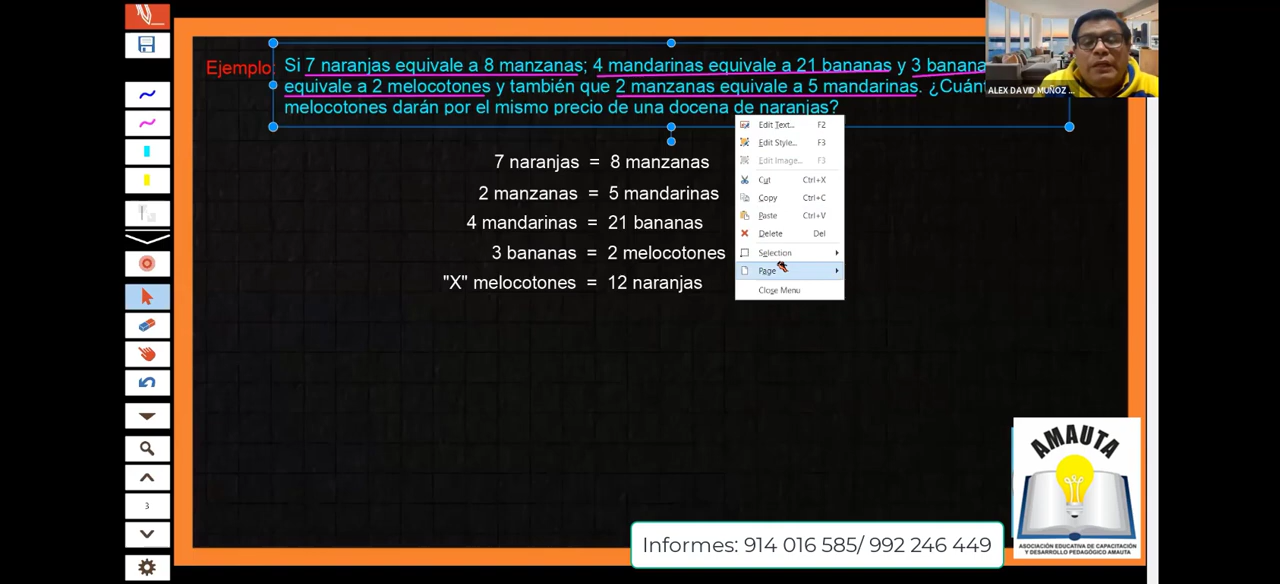 Ejemplo: Si 7 naranjas equivale a 8 manzanas; 4 mandarinas equivale a 21 bananas y 3 banana
equivale a 2 melocotones y también que 2 manzanas equivale a 5 mandarinas. ¿Cuánt
melocotones darán por el mismo precio de una docena de naranjas?
ALEX DAVID MUÑOZ ...
7 naranjas = 8 manzanas
2 manzanas = 5 mandarinas
4 mandarinas = 21 bananas
3 bananas = 2 melocotones
"X" melocotones = 12 naranjas
Edit Text... F2
Edit Style... F3
Edit Image... F3
Cut Ctrl+X
Copy Ctrl+C
Paste Ctrl+V
Delete Del
Selection
Page
Close Menu
3
AMAUTA
ASOCIACIÓN EDUCATIVA DE CAPACITACIÓN
Y DESARROLLO PEDAGÓGICO AMAUTA
Informes: 914 016 585/ 992 246 449